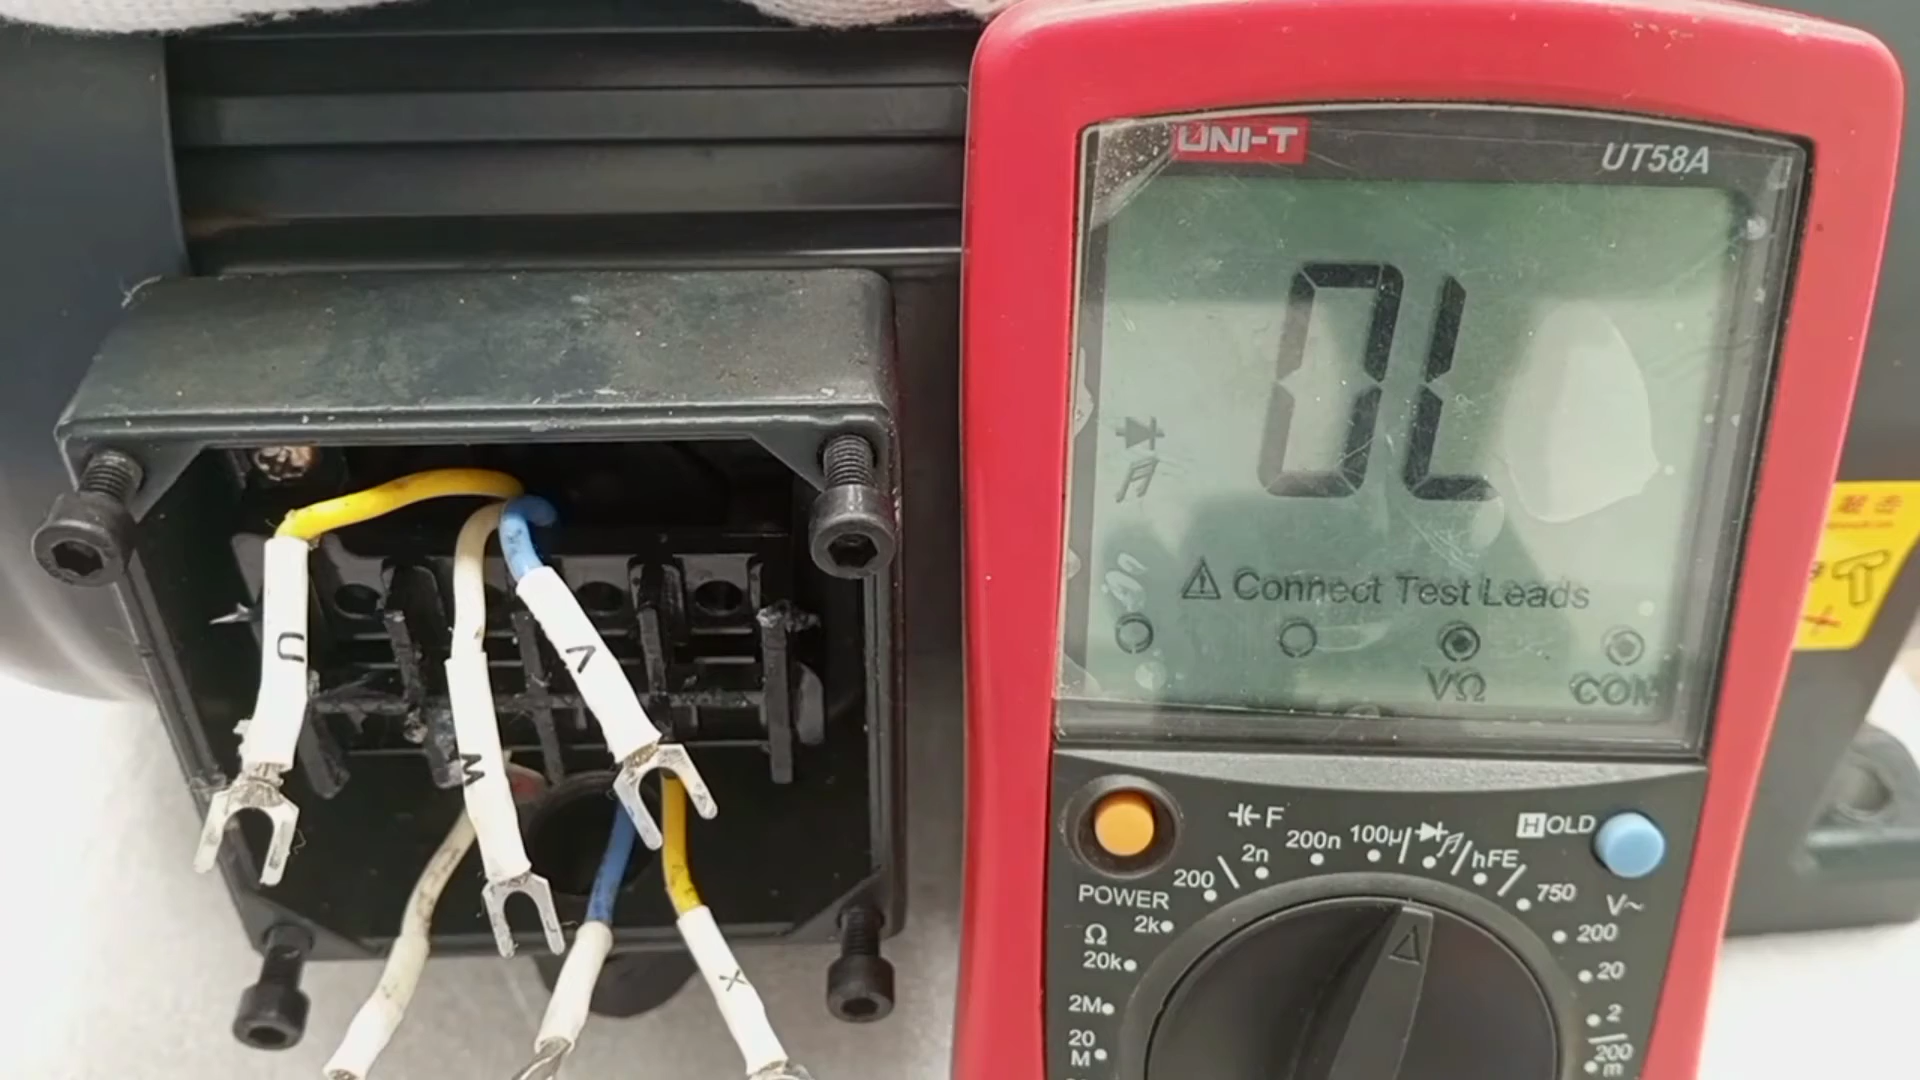 UNI-T
UT58A
OL
Connect Test Leads
VΩ
COM
HOLD
F
2n
200n
100μ
hFE
POWER
200
750
V~
Ω
2k
200
20k
20
2M
2
20
M
200
m
U
V
W
X